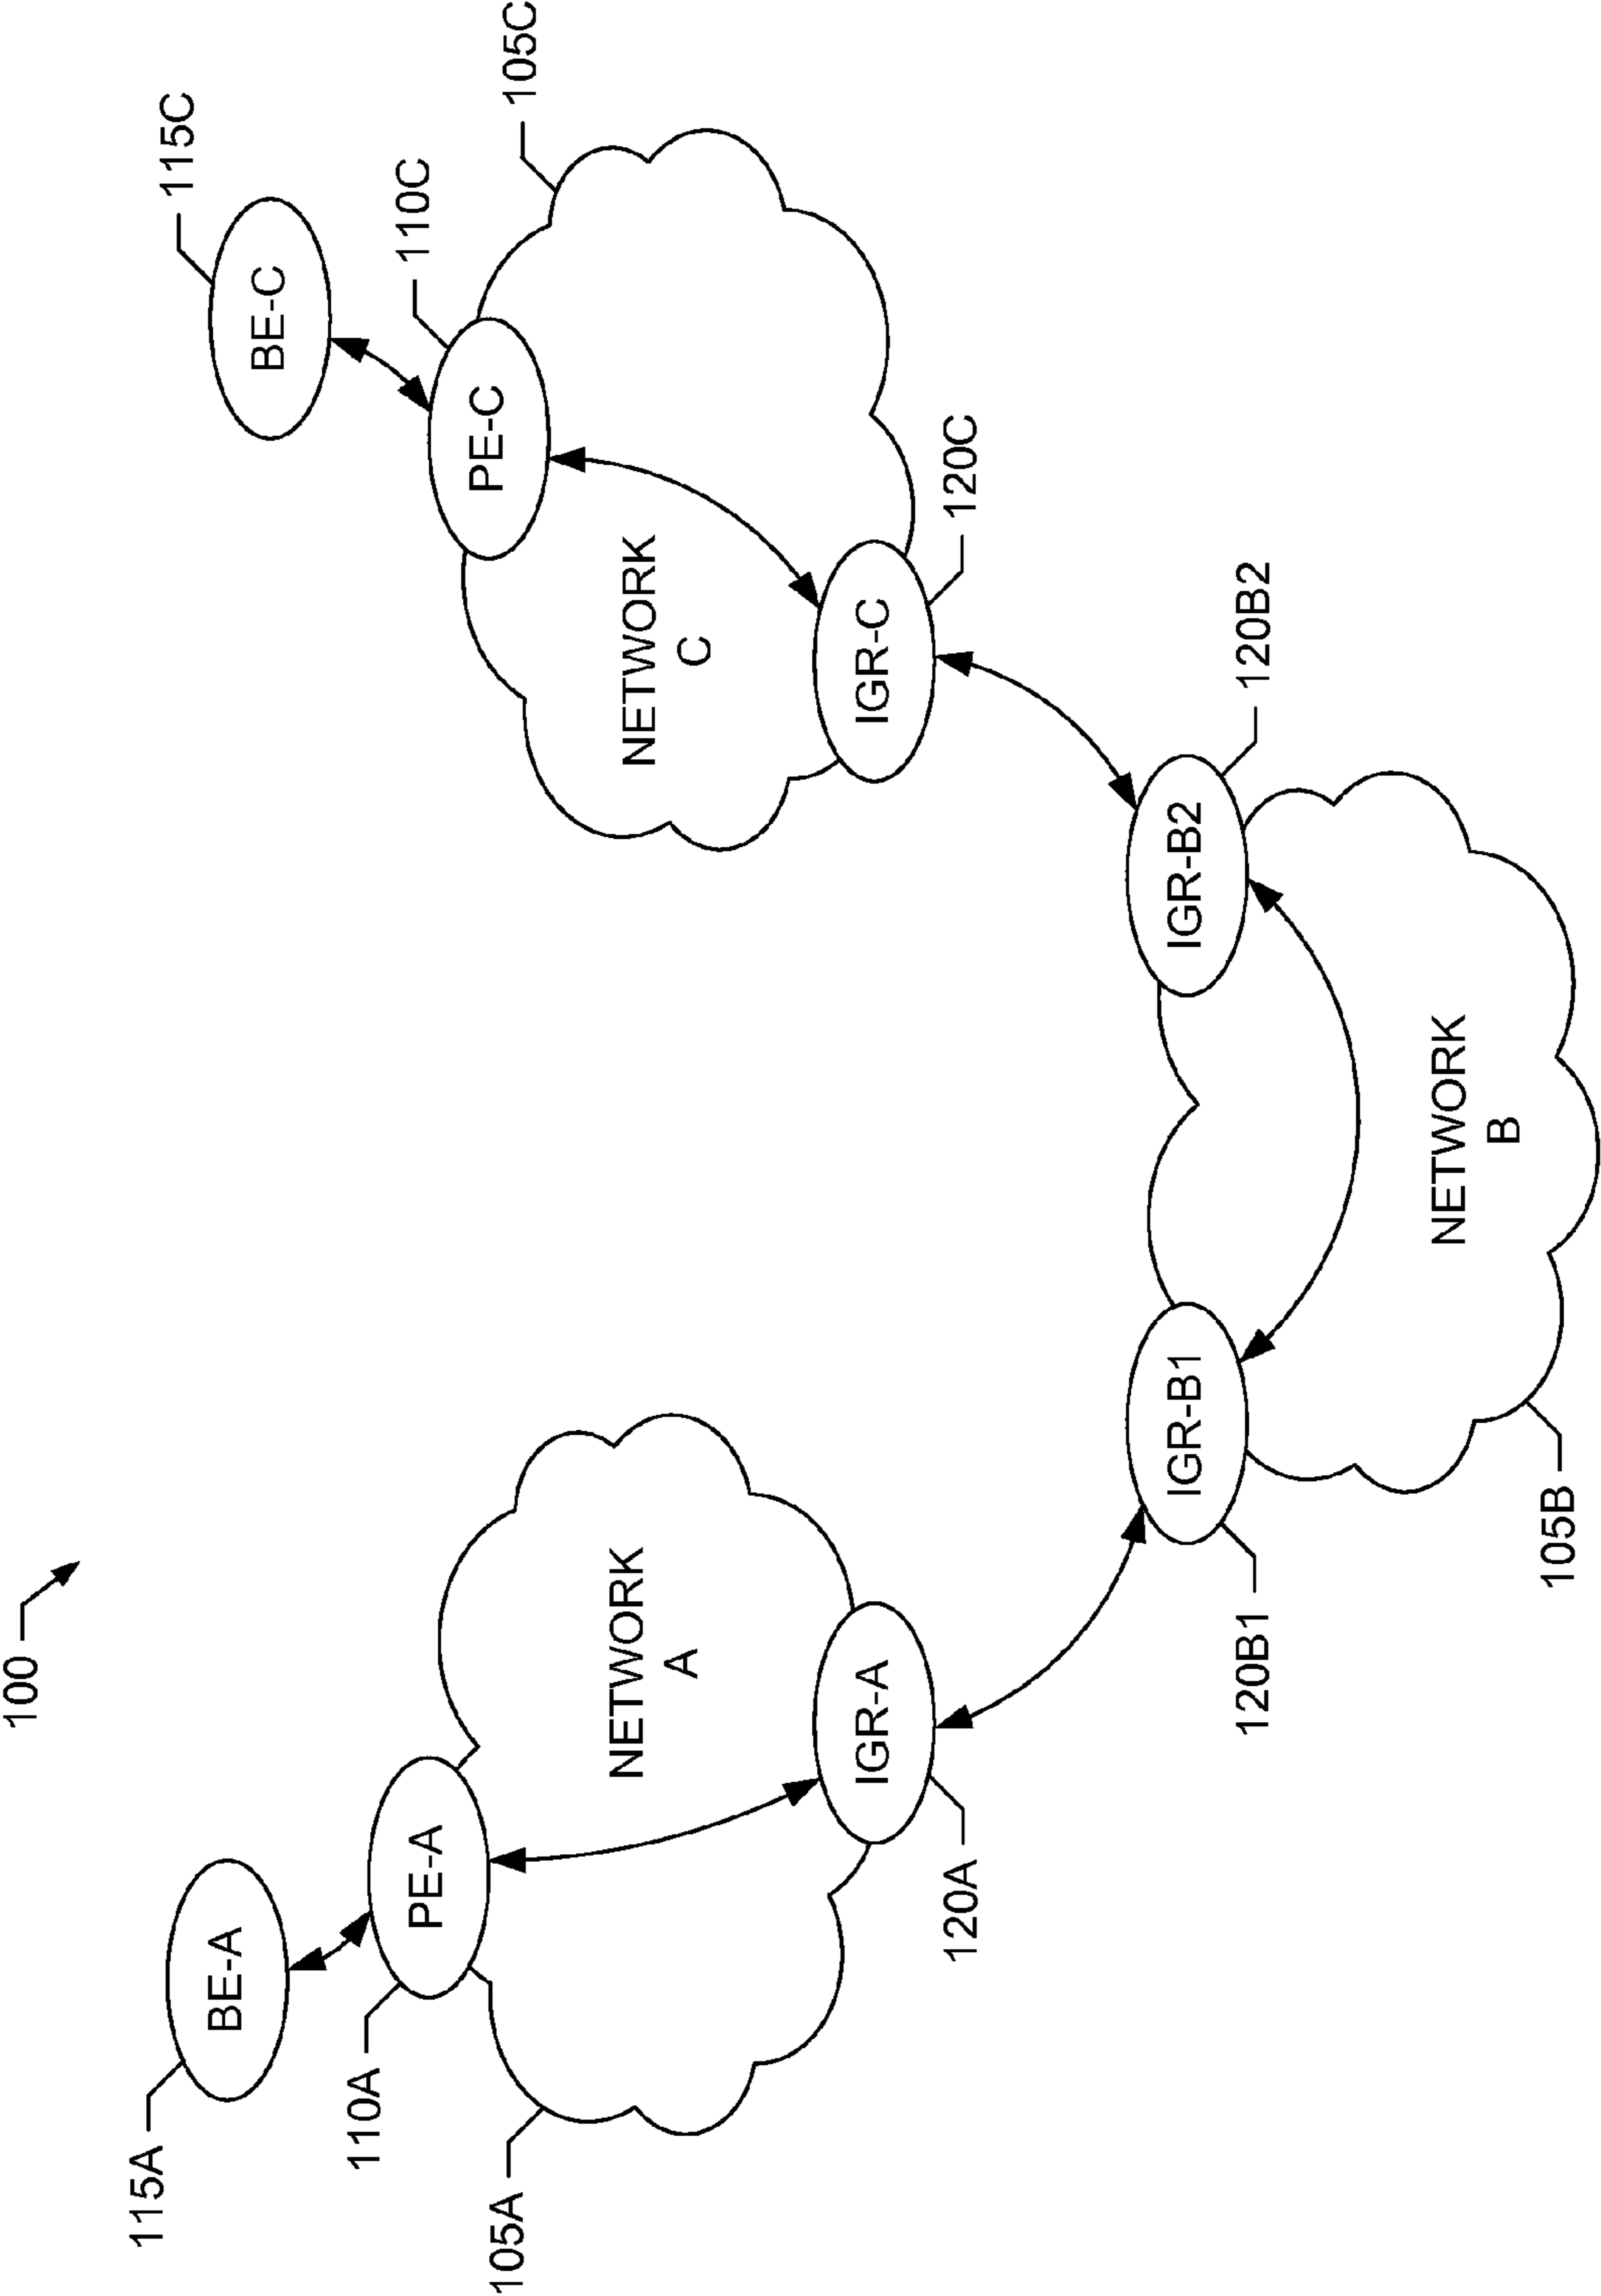 100
115A
BE-A
110A
PE-A
105A
NETWORK
A
120A
IGR-A
120B1
IGR-B1
105B
NETWORK
B
IGR-B2
120B2
120C
IGR-C
NETWORK
C
PE-C
110C
105C
BE-C
115C